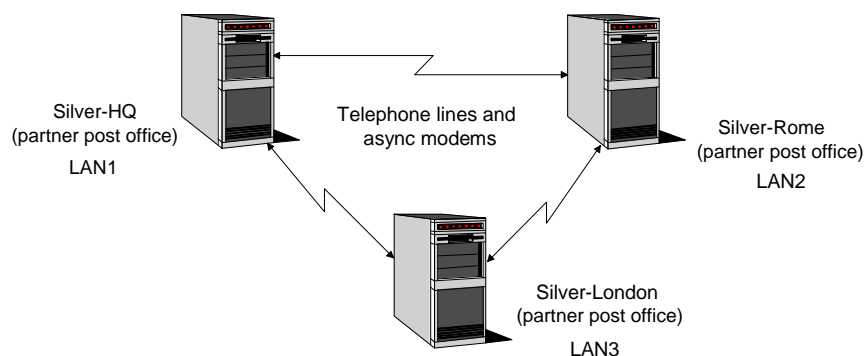 Silver-HQ
(partner post office)
LAN1
Telephone lines and
async modems
Silver-Rome
(partner post office)
LAN2
Silver-London
(partner post office)
LAN3